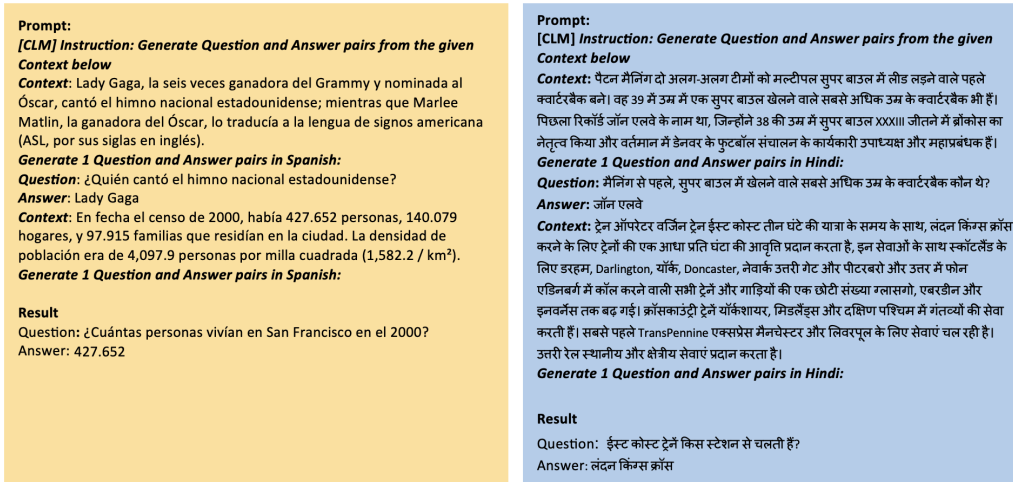 Prompt:
[CLM] Instruction: Generate Question and Answer pairs from the given
Context below
Context: Lady Gaga, la seis veces ganadora del Grammy y nominada al
Óscar, cantó el himno nacional estadounidense; mientras que Marlee
Matlin, la ganadora del Óscar, lo traducía a la lengua de signos americana
(ASL, por sus siglas en inglés).
Generate 1 Question and Answer pairs in Spanish:
Question: ¿Quién cantó el himno nacional estadounidense?
Answer: Lady Gaga
Context: En fecha el censo de 2000, había 427.652 personas, 140.079
hogares, y 97.915 familias que residían en la ciudad. La densidad de
población era de 4,097.9 personas por milla cuadrada (1,582.2 / km²).
Generate 1 Question and Answer pairs in Spanish:
Result
Question: ¿Cuántas personas vivían en San Francisco en el 2000?
Answer: 427.652
Prompt:
[CLM] Instruction: Generate Question and Answer pairs from the given
Context below
Context: पैटन मैनिंग दो अलग-अलग टीमों को मल्टीपल सुपर बाउल में लीड लड़ने वाले पहले
क्वार्टरबैक बने। वह 39 में उम्र में एक सुपर बाउल खेलने वाले सबसे अधिक उम्र के क्वार्टरबैक भी हैं।
पिछला रिकॉर्ड जॉन एलवे के नाम था, जिन्होंने 38 की उम्र में सुपर बाउल XXXIII जीतने में ब्रोंकोस का
नेतृत्व किया और वर्तमान में डेनवर के फुटबॉल संचालन के कार्यकारी उपाध्यक्ष और महाप्रबंधक हैं।
Generate 1 Question and Answer pairs in Hindi:
Question: मैनिंग से पहले, सुपर बाउल में खेलने वाले सबसे अधिक उम्र के क्वार्टरबैक कौन थे?
Answer: जॉन एलवे
Context: ट्रेन ऑपरेटर वर्जिन ट्रेन ईस्ट कोस्ट तीन घंटे की यात्रा के समय के साथ, लंदन किंग्स क्रॉस
करने के लिए ट्रेनों की एक आधा प्रति घंटा की आवृत्ति प्रदान करता है, इन सेवाओं के साथ स्कॉटलैंड के
लिए डरहम, Darlington, यॉर्क, Doncaster, नेवार्क उत्तरी गेट और पीटरबरो और उत्तर में फोन
एडिनबर्ग में कॉल करने वाली सभी ट्रेनें और गाड़ियों की एक छोटी संख्या ग्लासगो, एबरडीन और
इनवर्नेस तक बढ़ गई। क्रॉसकाउंट्री ट्रेनें यॉर्कशायर, मिडलैंड्स और दक्षिण पश्चिम में गंतव्यों की सेवा
करती हैं। सबसे पहले TransPennine एक्सप्रेस मैनचेस्टर और लिवरपूल के लिए सेवाएं चल रही है।
उत्तरी रेल स्थानीय और क्षेत्रीय सेवाएं प्रदान करता है।
Generate 1 Question and Answer pairs in Hindi:
Result
Question: ईस्ट कोस्ट ट्रेनें किस स्टेशन से चलती हैं?
Answer: लंदन किंग्स क्रॉस